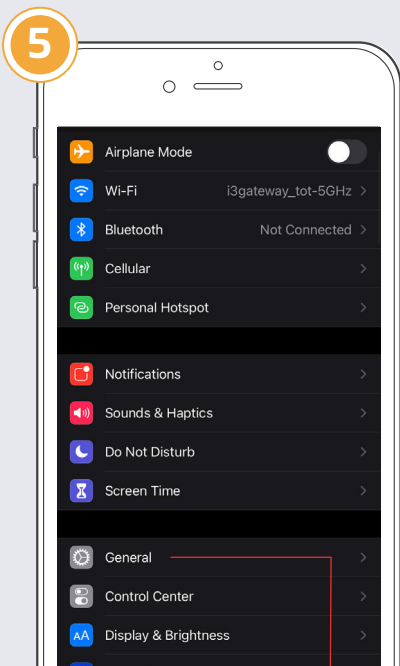 5
Airplane Mode
Wi-Fi i3gateway_tot-5GHz
Bluetooth Not Connected
Cellular
Personal Hotspot
Notifications
Sounds & Haptics
Do Not Disturb
Screen Time
General
Control Center
AA Display & Brightness